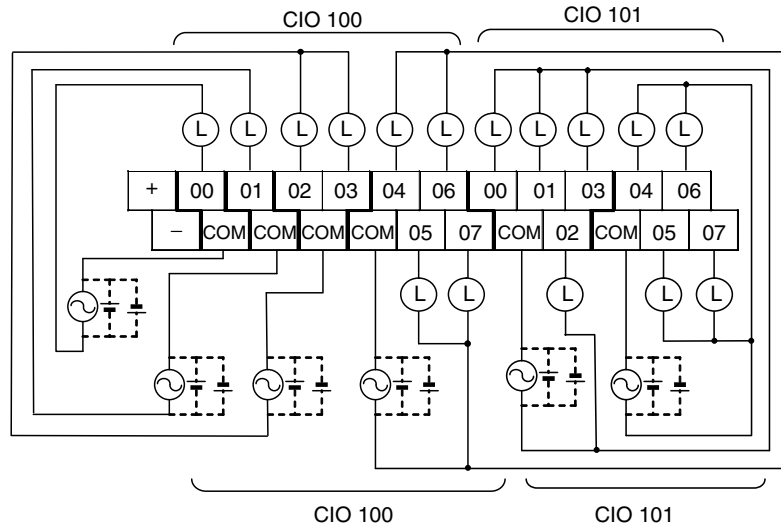 CIO 100 CIO 101
L L L L L L L L L L L
+ 00 01 02 03 04 06 00 01 03 04 06
− COM COM COM COM 05 07 COM 02 COM 05 07
L L L L L
CIO 100 CIO 101